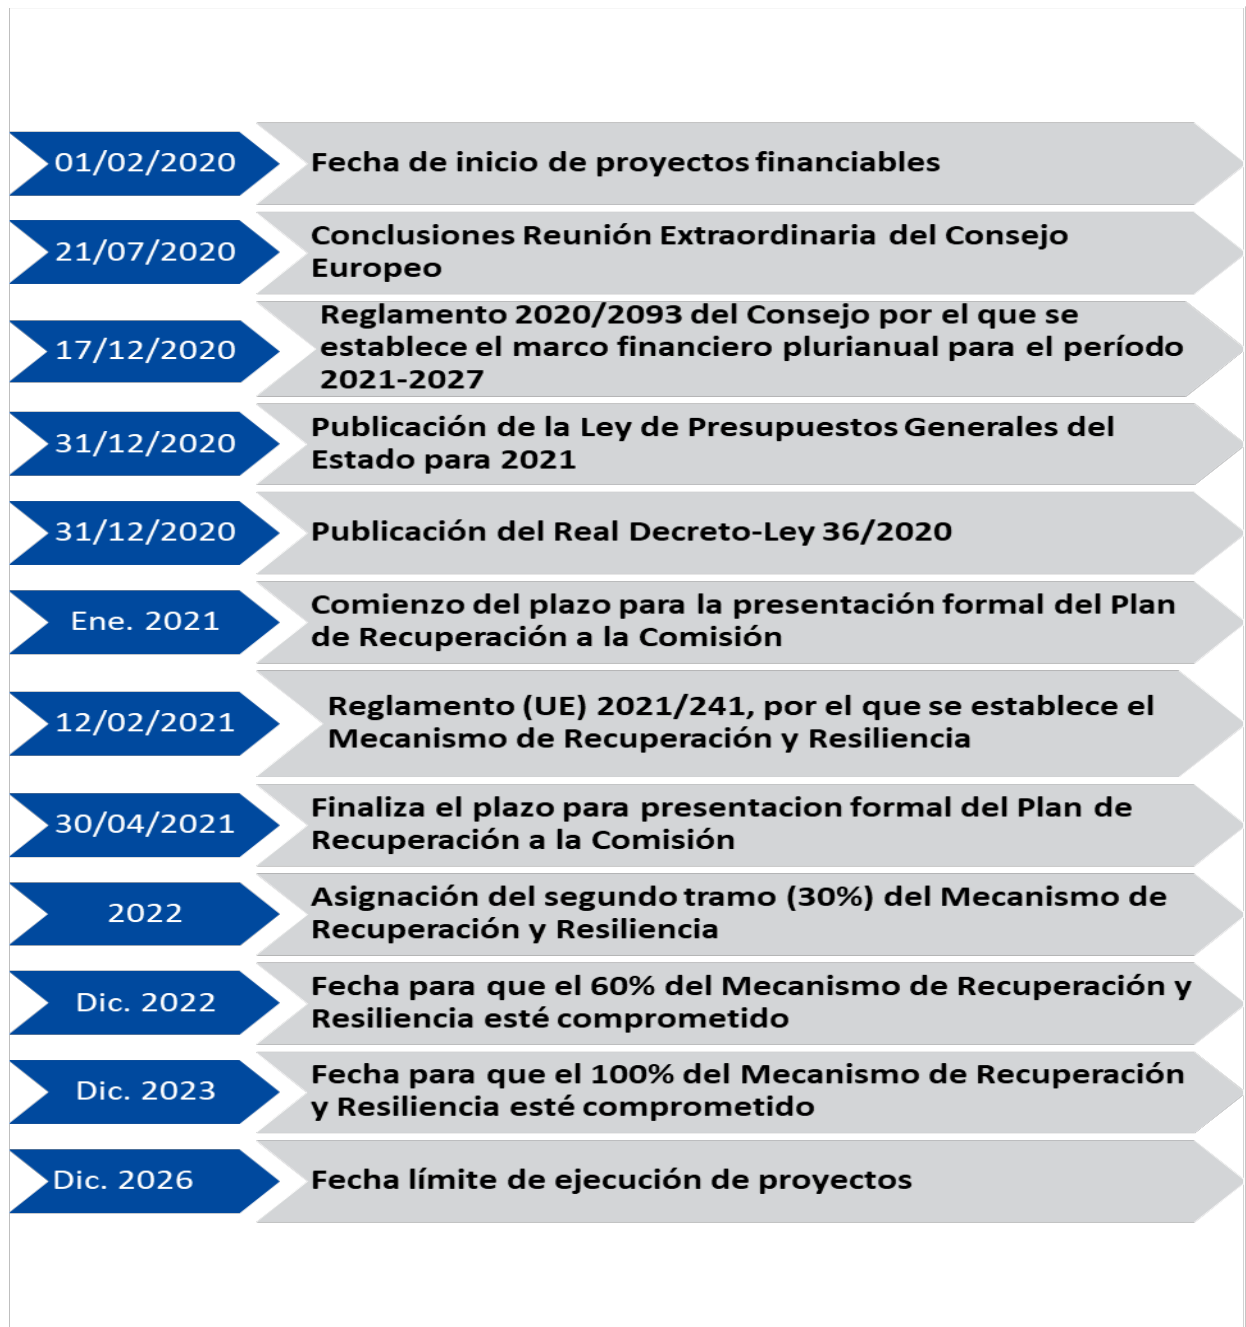 01/02/2020
Fecha de inicio de proyectos financiables
21/07/2020
Conclusiones Reunión Extraordinaria del Consejo
Europeo
17/12/2020
Reglamento 2020/2093 del Consejo por el que se
establece el marco financiero plurianual para el período
2021-2027
31/12/2020
Publicación de la Ley de Presupuestos Generales del
Estado para 2021
31/12/2020
Publicación del Real Decreto-Ley 36/2020
Ene. 2021
Comienzo del plazo para la presentación formal del Plan
de Recuperación a la Comisión
12/02/2021
Reglamento (UE) 2021/241, por el que se establece el
Mecanismo de Recuperación y Resiliencia
30/04/2021
Finaliza el plazo para presentacion formal del Plan de
Recuperación a la Comisión
2022
Asignación del segundo tramo (30%) del Mecanismo de
Recuperación y Resiliencia
Dic. 2022
Fecha para que el 60% del Mecanismo de Recuperación y
Resiliencia esté comprometido
Dic. 2023
Fecha para que el 100% del Mecanismo de Recuperación
y Resiliencia esté comprometido
Dic. 2026
Fecha límite de ejecución de proyectos